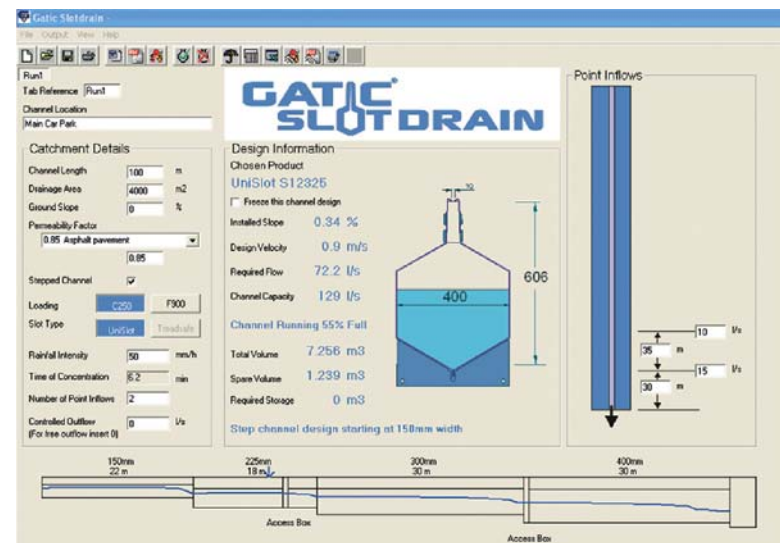 Gatic Slotdrain -
File Output View Help
Run1
Tab Reference Run1
Channel Location
Main Car Park
Catchment Details
Channel Length 100 m
Drainage Area 4000 m2
Ground Slope 0 %
Permeability Factor
0.85 Asphalt pavement
0.85
Stepped Channel
Loading C250 F900
Slot Type UniSlot Treadsafe
Rainfall Intensity 50 mm/h
Time of Concentration 6.2 min
Number of Point Inflows 2
Controlled Outflow 0 l/s
(For free outflow insert 0)
GATIC®
SLOTDRAIN
Design Information
Chosen Product
UniSlot S12325
Freeze this channel design
Installed Slope 0.34 %
Design Velocity 0.9 m/s
Required Flow 72.2 l/s
Channel Capacity 129 l/s
Channel Running 55% Full
Total Volume 7.256 m3
Spare Volume 1.239 m3
Required Storage 0 m3
Step channel design starting at 150mm width
606
400
Point Inflows
10 l/s
35 m
15 l/s
30 m
150mm 225mm 300mm 400mm
22 m 18 m 30 m 30 m
Access Box
Access Box